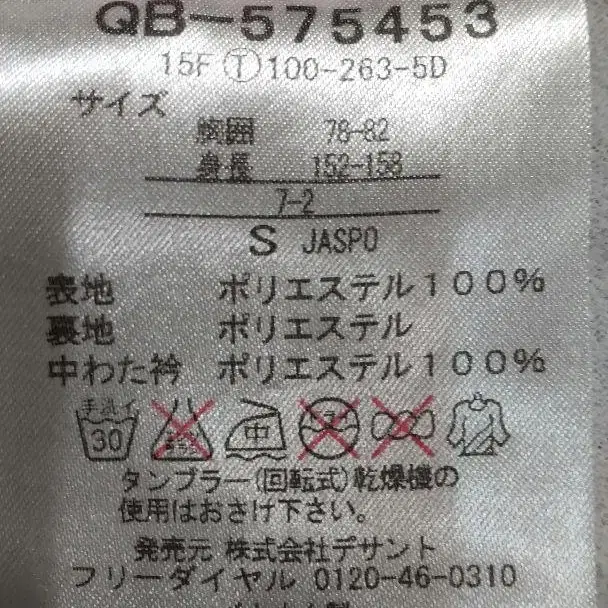 QB-575453
15F Ⓣ 100-263-5D
サイズ
胸囲 78-82
身長 152-158
7-2
S JASPO
表地 ポリエステル100%
裏地 ポリエステル
中わた衿 ポリエステル100%
手洗イ 30 中
タンブラー(回転式)乾燥機の
使用はおさけ下さい。
発売元 株式会社デサント
フリーダイヤル 0120-46-0310